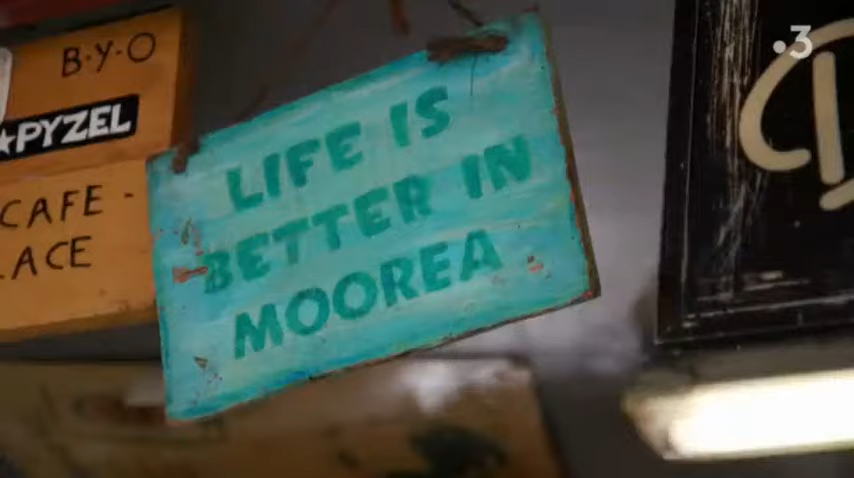 B·Y·O
★PYZEL
CAFE -
LACE
LIFE IS
BETTER IN
MOOREA
3